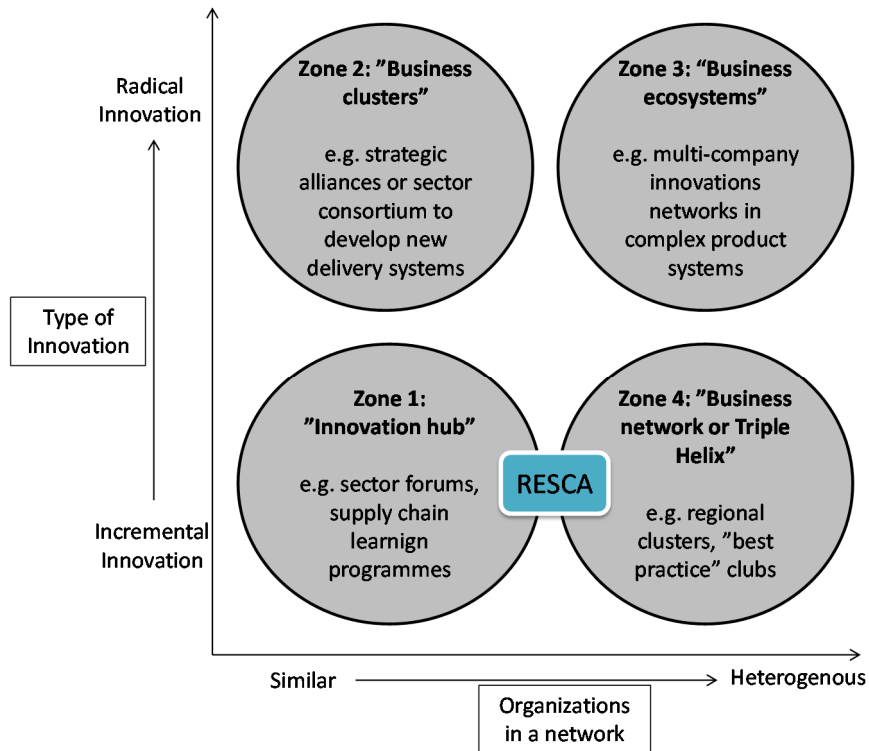 Radical
Innovation
Type of
Innovation
Incremental
Innovation
Zone 2: ”Business
clusters”
e.g. strategic
alliances or sector
consortium to
develop new
delivery systems
Zone 3: “Business
ecosystems”
e.g. multi-company
innovations
networks in
complex product
systems
Zone 1:
”Innovation hub”
e.g. sector forums,
supply chain
learnign
programmes
RESCA
Zone 4: ”Business
network or Triple
Helix”
e.g. regional
clusters, ”best
practice” clubs
Similar
Heterogenous
Organizations
in a network